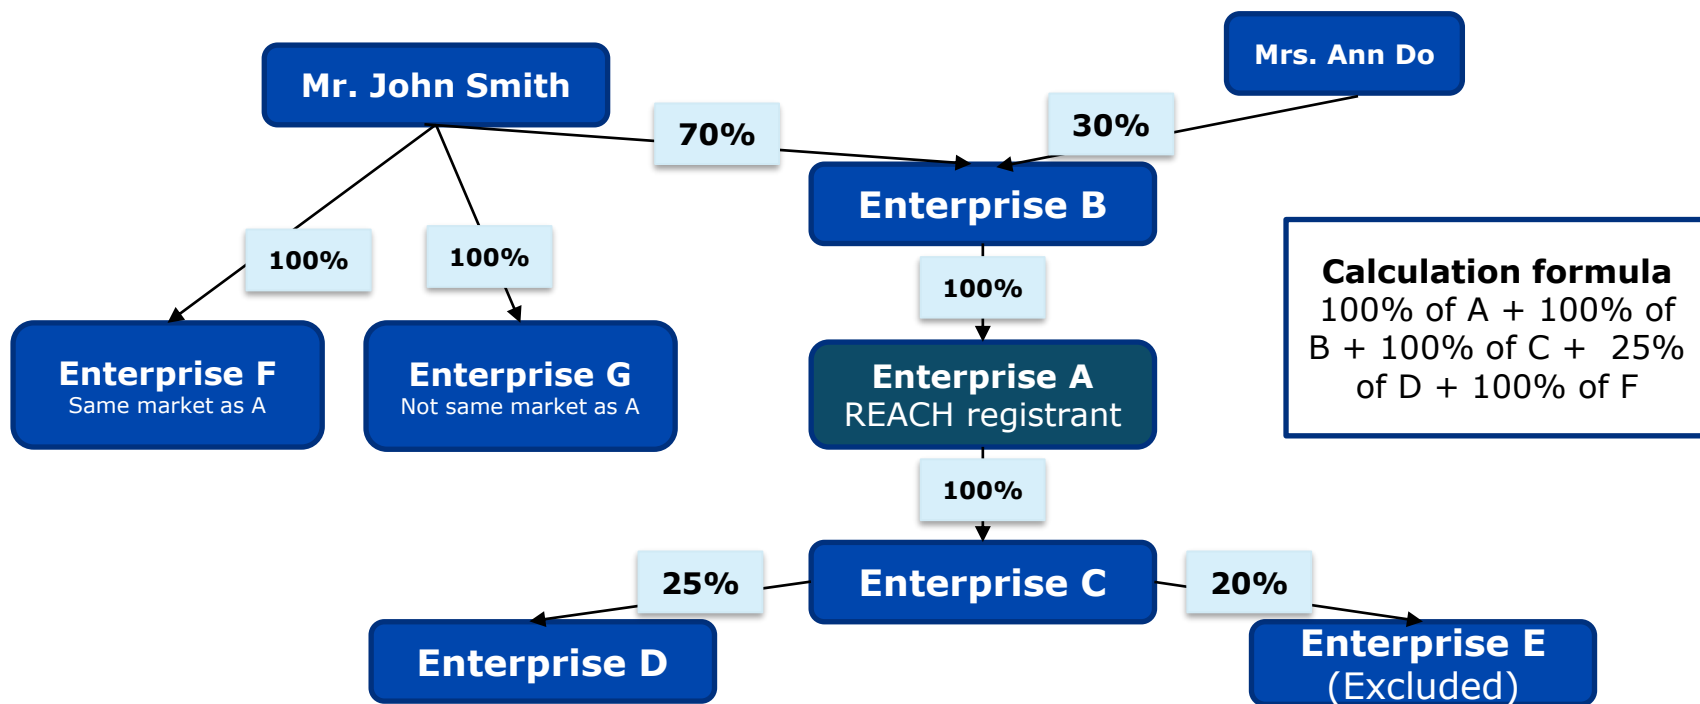 Mr. John Smith
Mrs. Ann Do
70%
30%
Enterprise B
100%
100%
100%
Enterprise F
Same market as A
Enterprise G
Not same market as A
Enterprise A
REACH registrant
Calculation formula
100% of A + 100% of
B + 100% of C + 25%
of D + 100% of F
100%
25%
Enterprise C
20%
Enterprise D
Enterprise E
(Excluded)